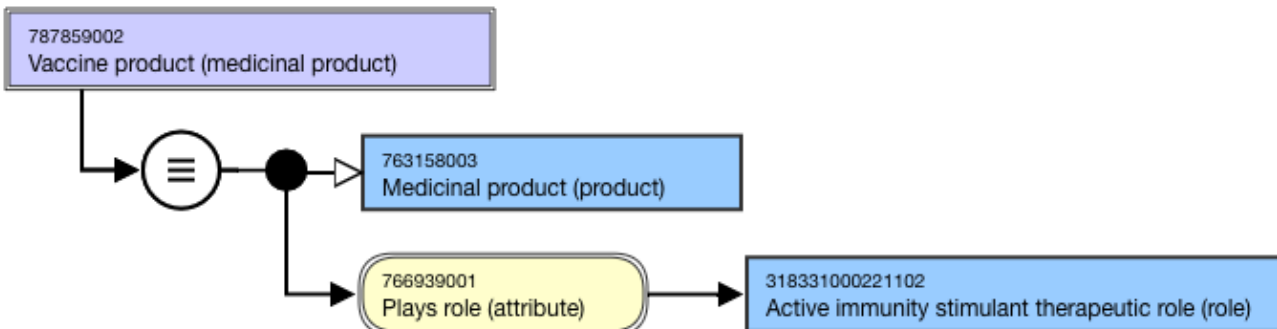 787859002
Vaccine product (medicinal product)
≡
763158003
Medicinal product (product)
766939001
Plays role (attribute)
318331000221102
Active immunity stimulant therapeutic role (role)